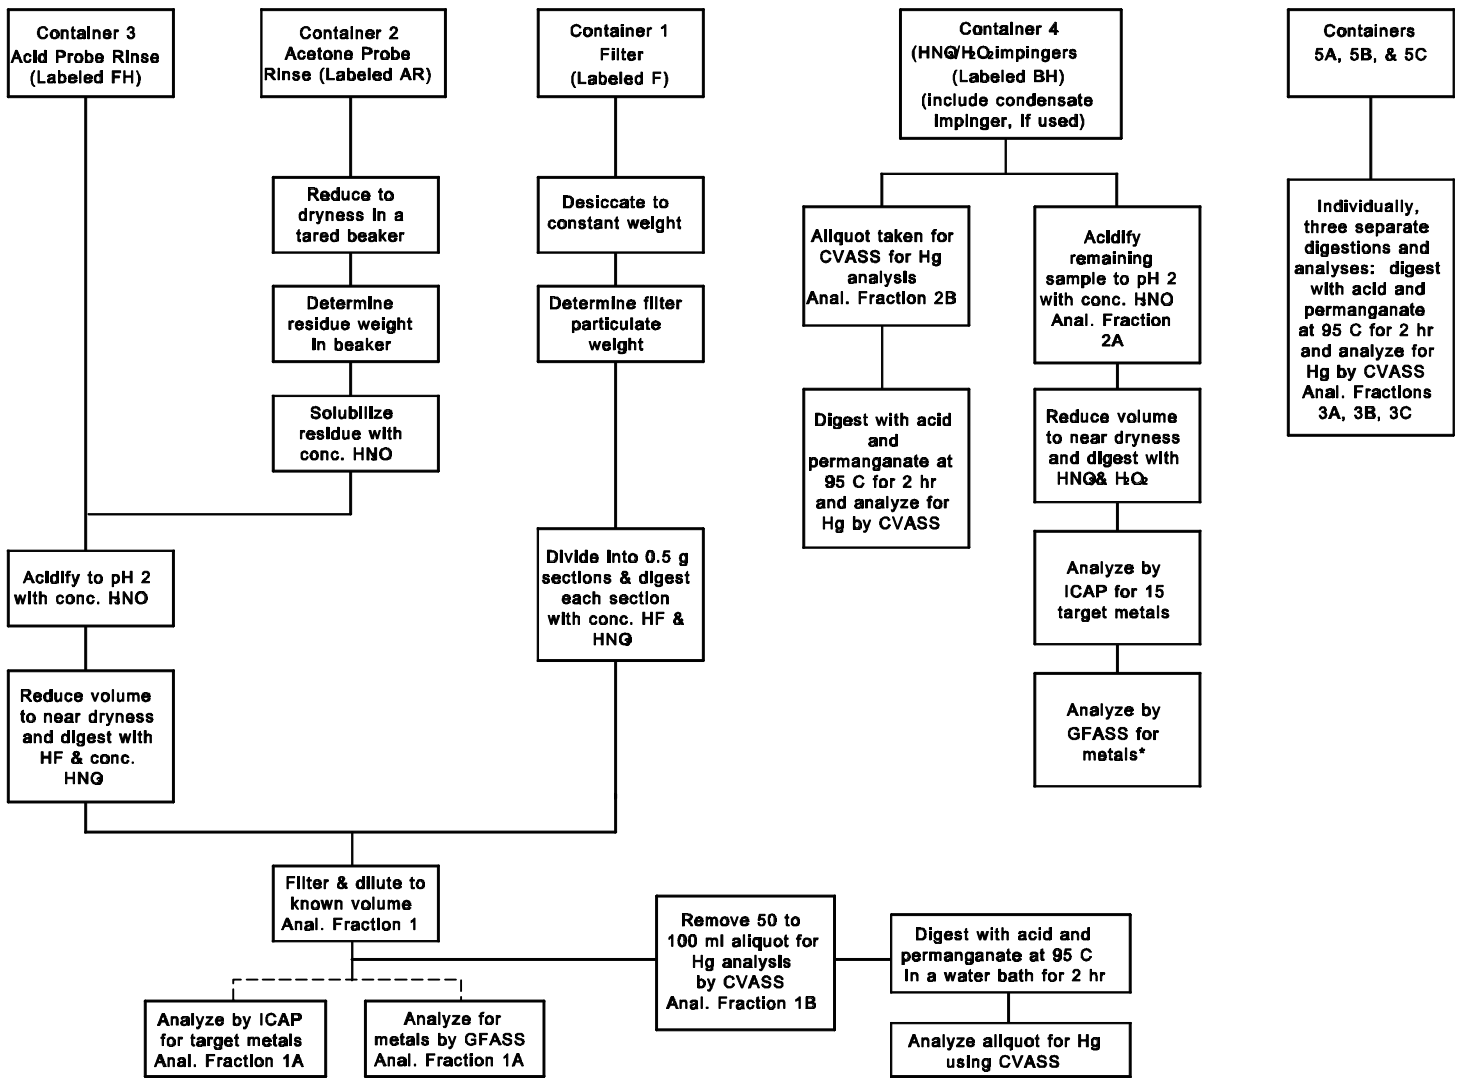 Container 3
Acid Probe Rinse
(Labeled FH)
Container 2
Acetone Probe
Rinse (Labeled AR)
Container 1
Filter
(Labeled F)
Container 4
(HNO3/H2O2 impingers
(Labeled BH)
(include condensate
impinger, if used)
Containers
5A, 5B, & 5C
Reduce to
dryness in a
tared beaker
Determine
residue weight
in beaker
Solubilize
residue with
conc. HNO3
Desiccate to
constant weight
Determine filter
particulate
weight
Divide into 0.5 g
sections & digest
each section
with conc. HF &
HNO3
Aliquot taken for
CVASS for Hg
analysis
Anal. Fraction 2B
Digest with acid
and
permanganate at
95 C for 2 hr
and analyze for
Hg by CVASS
Acidify
remaining
sample to pH 2
with conc. HNO3
Anal. Fraction
2A
Reduce volume
to near dryness
and digest with
HNO3 & H2O2
Analyze by
ICAP for 15
target metals
Analyze by
GFASS for
metals*
Individually,
three separate
digestions and
analyses: digest
with acid and
permanganate
at 95 C for 2 hr
and analyze for
Hg by CVASS
Anal. Fractions
3A, 3B, 3C
Acidify to pH 2
with conc. HNO3
Reduce volume
to near dryness
and digest with
HF & conc.
HNO3
Filter & dilute to
known volume
Anal. Fraction 1
Analyze by ICAP
for target metals
Anal. Fraction 1A
Analyze for
metals by GFASS
Anal. Fraction 1A
Remove 50 to
100 ml aliquot for
Hg analysis
by CVASS
Anal. Fraction 1B
Digest with acid and
permanganate at 95 C
in a water bath for 2 hr
Analyze aliquot for Hg
using CVASS